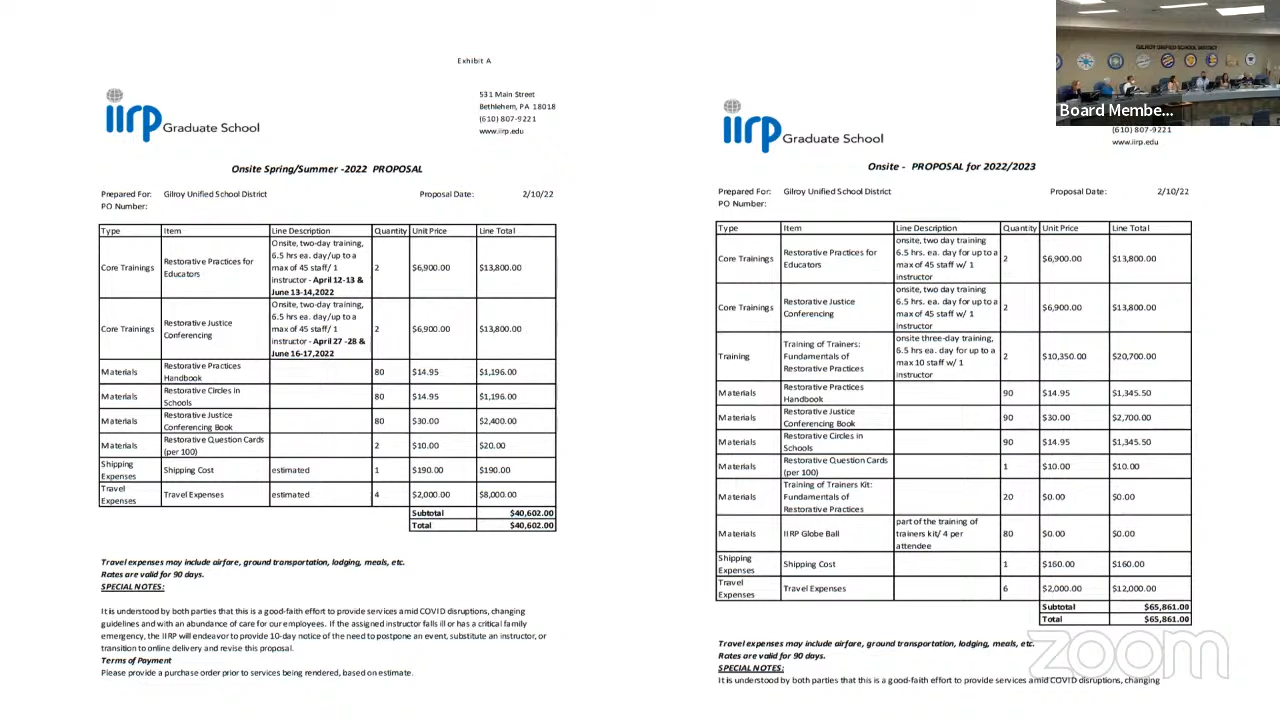 Exhibit A
iirp Graduate School
531 Main Street
Bethlehem, PA 18018
(610) 807-9221
www.iirp.edu
Onsite Spring/Summer -2022 PROPOSAL
Prepared For: Gilroy Unified School District Proposal Date: 2/10/22
PO Number:
Type Item Line Description Quantity Unit Price Line Total
Core Trainings Restorative Practices for Educators Onsite, two-day training, 6.5 hrs ea. day/up to a max of 45 staff/ 1 instructor - April 12-13 & June 13-14,2022 2 $6,900.00 $13,800.00
Core Trainings Restorative Justice Conferencing Onsite, two-day training, 6.5 hrs ea. day/up to a max of 45 staff/ 1 instructor - April 27 -28 & June 16-17,2022 2 $6,900.00 $13,800.00
Materials Restorative Practices Handbook 80 $14.95 $1,196.00
Materials Restorative Circles in Schools 80 $14.95 $1,196.00
Materials Restorative Justice Conferencing Book 80 $30.00 $2,400.00
Materials Restorative Question Cards (per 100) 2 $10.00 $20.00
Shipping Expenses Shipping Cost estimated 1 $190.00 $190.00
Travel Expenses Travel Expenses estimated 4 $2,000.00 $8,000.00
Subtotal $40,602.00
Total $40,602.00
Travel expenses may include airfare, ground transportation, lodging, meals, etc.
Rates are valid for 90 days.
SPECIAL NOTES:
It is understood by both parties that this is a good-faith effort to provide services amid COVID disruptions, changing
guidelines and with an abundance of care for our employees. If the assigned instructor falls ill or has a critical family
emergency, the IIRP will endeavor to provide 10-day notice of the need to postpone an event, substitute an instructor, or
transition to online delivery and revise this proposal.
Terms of Payment
Please provide a purchase order prior to services being rendered, based on estimate.
iirp Graduate School
(610) 807-9221
www.iirp.edu
Onsite - PROPOSAL for 2022/2023
Prepared For: Gilroy Unified School District Proposal Date: 2/10/22
PO Number:
Type Item Line Description Quantity Unit Price Line Total
Core Trainings Restorative Practices for Educators onsite, two day training 6.5 hrs. ea. day for up to a max of 45 staff w/ 1 instructor 2 $6,900.00 $13,800.00
Core Trainings Restorative Justice Conferencing onsite, two day training 6.5 hrs. ea. day for up to a max of 45 staff w/ 1 instructor 2 $6,900.00 $13,800.00
Training Training of Trainers: Fundamentals of Restorative Practices onsite three-day training, 6.5 hrs ea. day for up to a max 10 staff w/ 1 instructor 2 $10,350.00 $20,700.00
Materials Restorative Practices Handbook 90 $14.95 $1,345.50
Materials Restorative Justice Conferencing Book 90 $30.00 $2,700.00
Materials Restorative Circles in Schools 90 $14.95 $1,345.50
Materials Restorative Question Cards (per 100) 1 $10.00 $10.00
Materials Training of Trainers Kit: Fundamentals of Restorative Practices 20 $0.00 $0.00
Materials IIRP Globe Ball part of the training of trainers kit/ 4 per attendee 80 $0.00 $0.00
Shipping Expenses Shipping Cost 1 $160.00 $160.00
Travel Expenses Travel Expenses 6 $2,000.00 $12,000.00
Subtotal $65,861.00
Total $65,861.00
Travel expenses may include airfare, ground transportation, lodging, meals, etc.
Rates are valid for 90 days.
SPECIAL NOTES:
It is understood by both parties that this is a good-faith effort to provide services amid COVID disruptions, changing
GILROY UNIFIED SCHOOL DISTRICT
Board Membe...
zoom